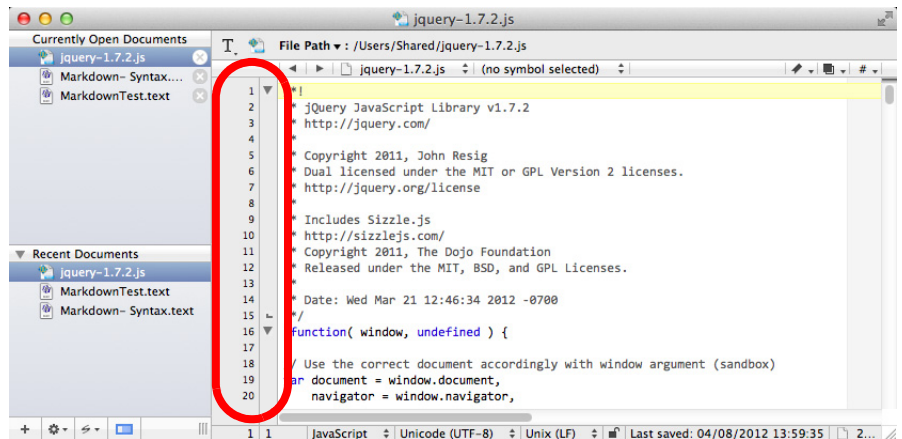 jquery-1.7.2.js
Currently Open Documents
jquery-1.7.2.js
Markdown- Syntax....
MarkdownTest.text
Recent Documents
jquery-1.7.2.js
MarkdownTest.text
Markdown- Syntax.text
T. File Path ▾ : /Users/Shared/jquery-1.7.2.js
jquery-1.7.2.js (no symbol selected) #
1 *!
2 * jQuery JavaScript Library v1.7.2
3 * http://jquery.com/
4 *
5 * Copyright 2011, John Resig
6 * Dual licensed under the MIT or GPL Version 2 licenses.
7 * http://jquery.org/license
8 *
9 * Includes Sizzle.js
10 * http://sizzlejs.com/
11 * Copyright 2011, The Dojo Foundation
12 * Released under the MIT, BSD, and GPL Licenses.
13 *
14 * Date: Wed Mar 21 12:46:34 2012 -0700
15 */
16 function( window, undefined ) {
17
18 / Use the correct document accordingly with window argument (sandbox)
19 ar document = window.document,
20 navigator = window.navigator,
1 1 JavaScript Unicode (UTF-8) Unix (LF) Last saved: 04/08/2012 13:59:35 2...